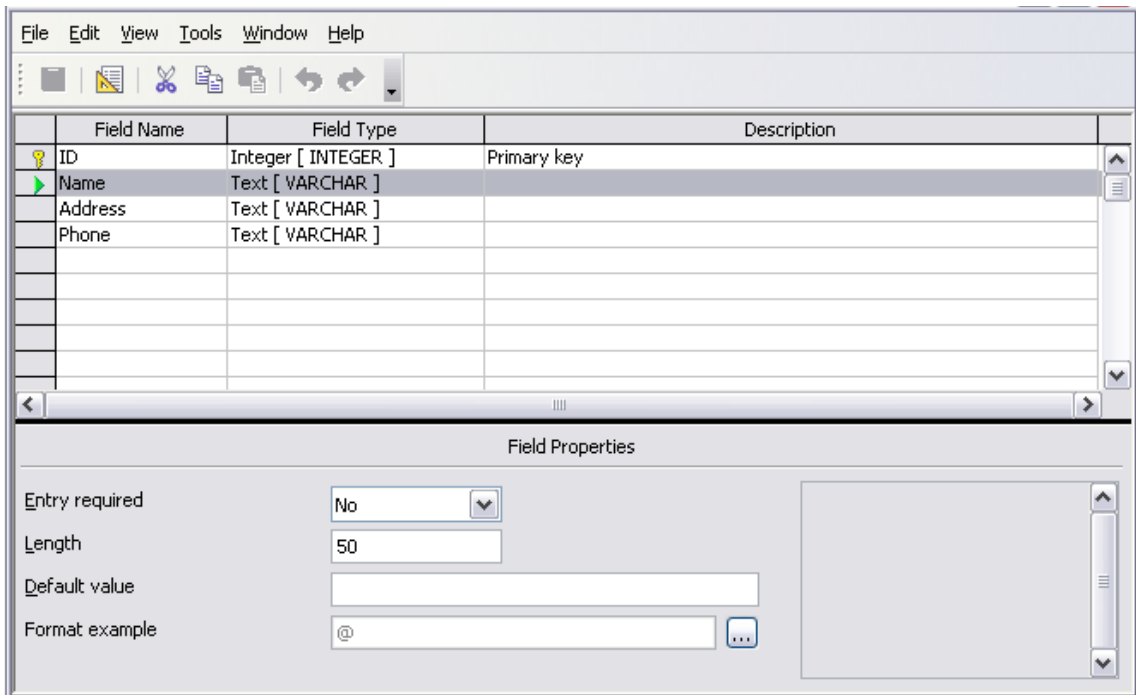 File Edit View Tools Window Help
Field Name Field Type Description
ID Integer [ INTEGER ] Primary key
Name Text [ VARCHAR ]
Address Text [ VARCHAR ]
Phone Text [ VARCHAR ]
Field Properties
Entry required No
Length 50
Default value
Format example @ ...